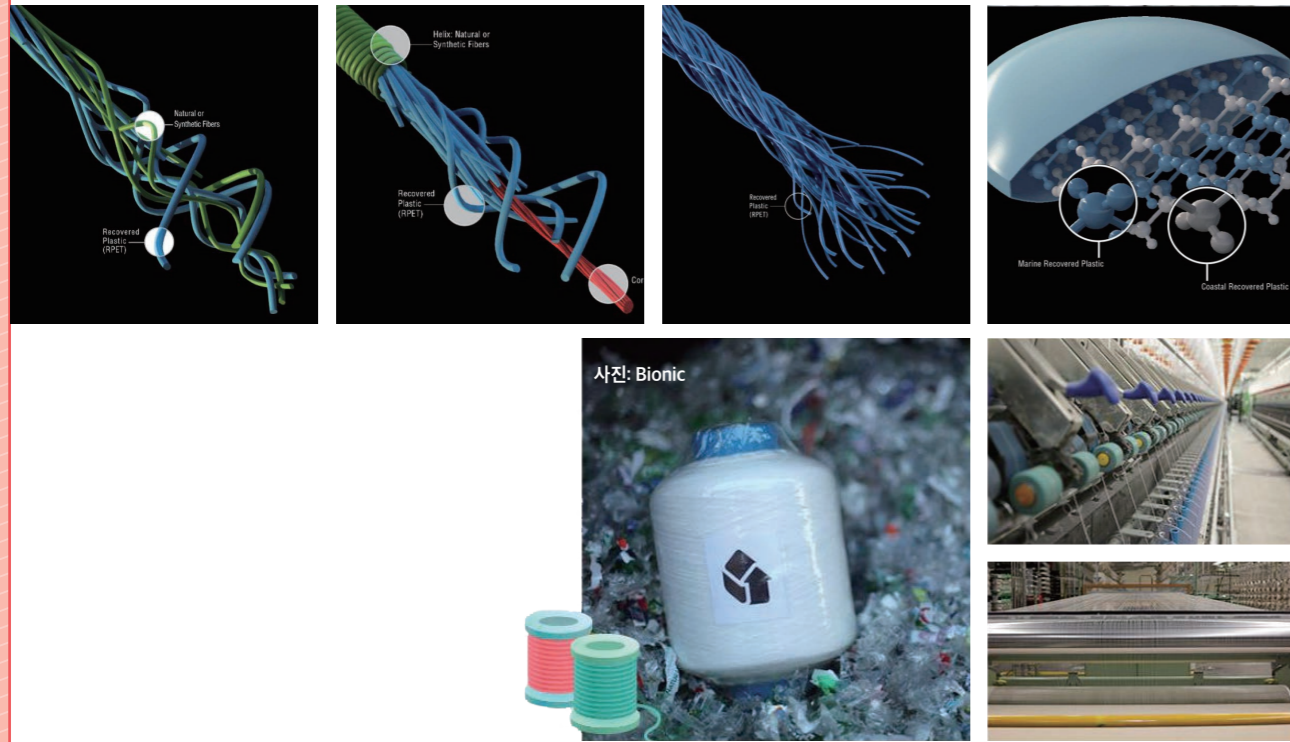 Natural or
Synthetic Fibers
Recovered
Plastic
(RPET)
Helix: Natural or
Synthetic Fibers
Recovered
Plastic
(RPET)
Cor
Recovered
Plastic
(RPET)
Marine Recovered Plastic
Coastal Recovered Plastic
사진: Bionic